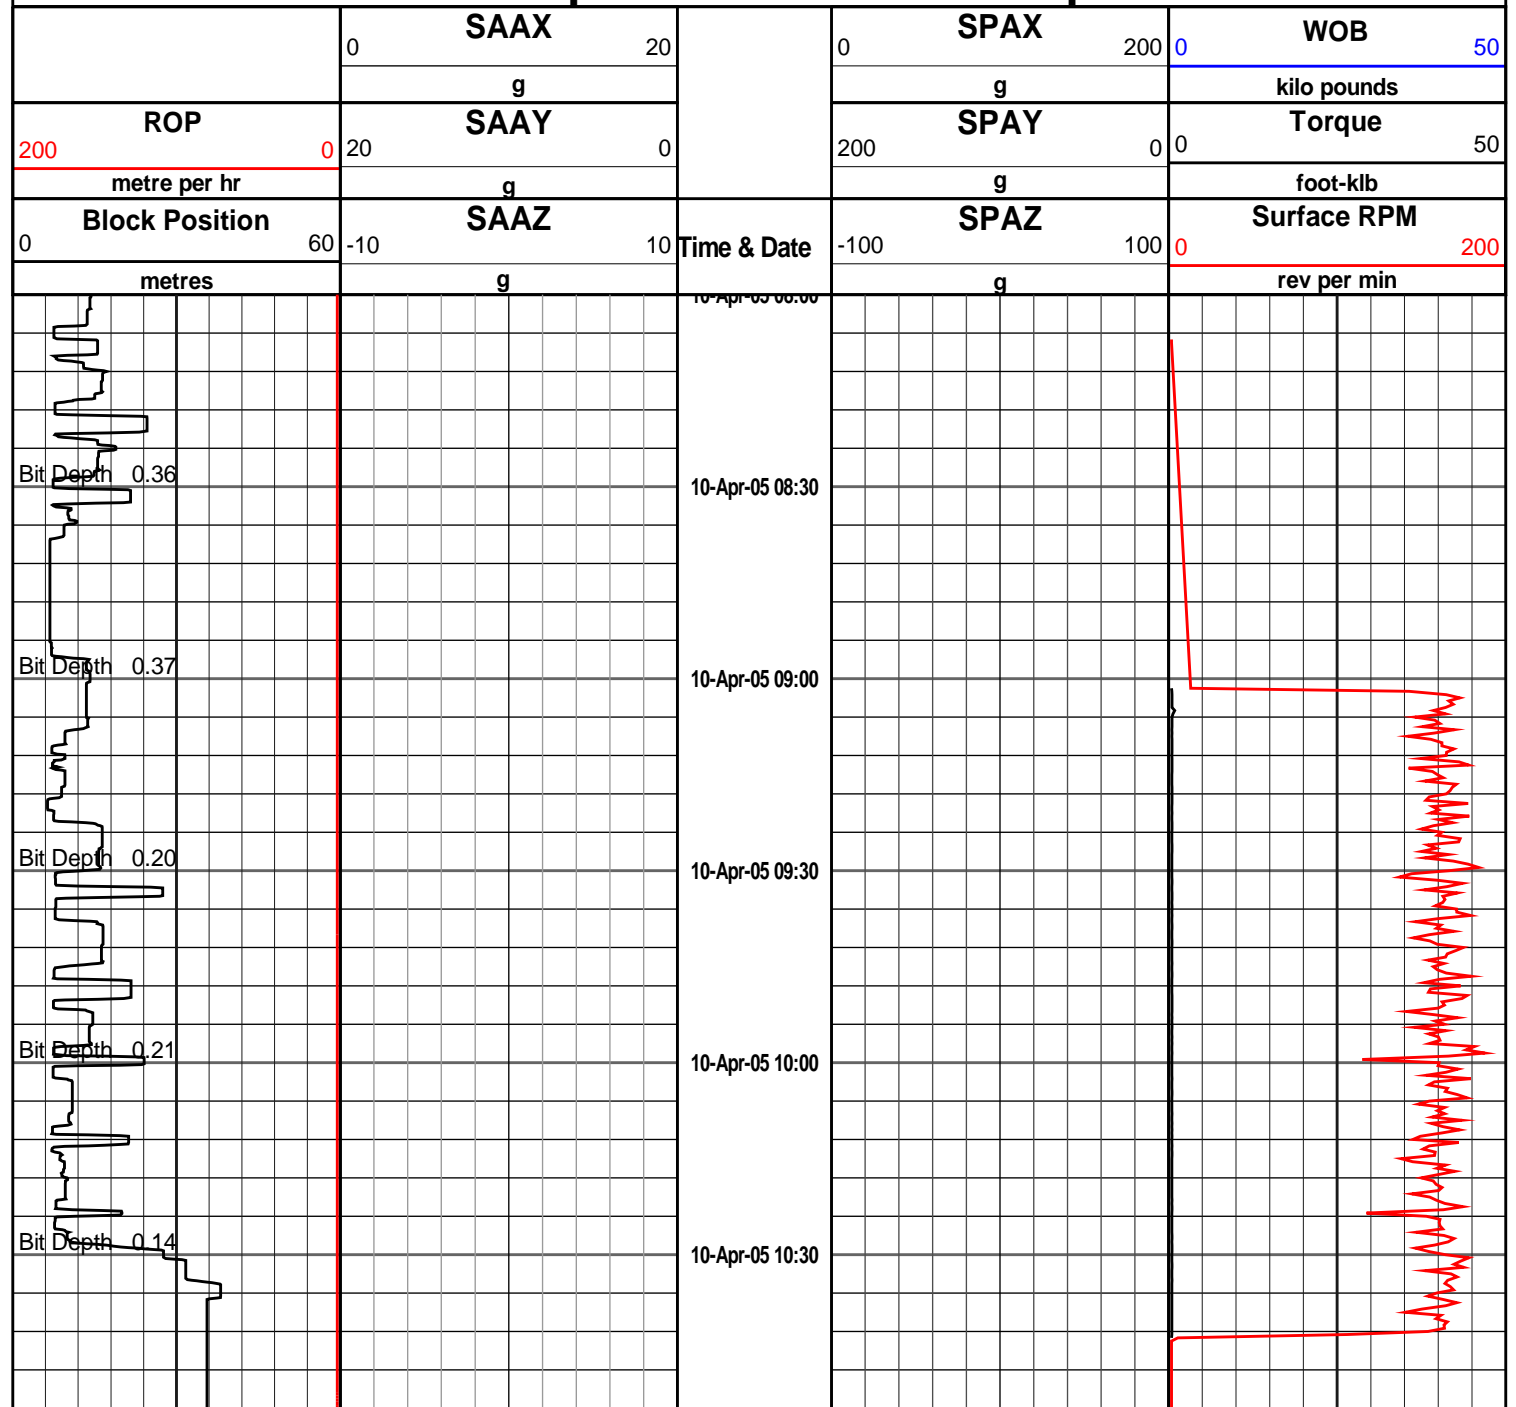 SAAX
0 20
g
SPAX
0 200
g
WOB
0 50
kilo pounds
ROP
200 0
metre per hr
SAAY
20 0
g
SPAY
200 0
g
Torque
0 50
foot-klb
Block Position
0 60
metres
SAAZ
-10 10
g
Time & Date
SPAZ
-100 100
g
Surface RPM
0 200
rev per min
Bit Depth 0.36
10-Apr-05 08:30
Bit Depth 0.37
10-Apr-05 09:00
Bit Depth 0.20
10-Apr-05 09:30
Bit Depth 0.21
10-Apr-05 10:00
Bit Depth 0.14
10-Apr-05 10:30